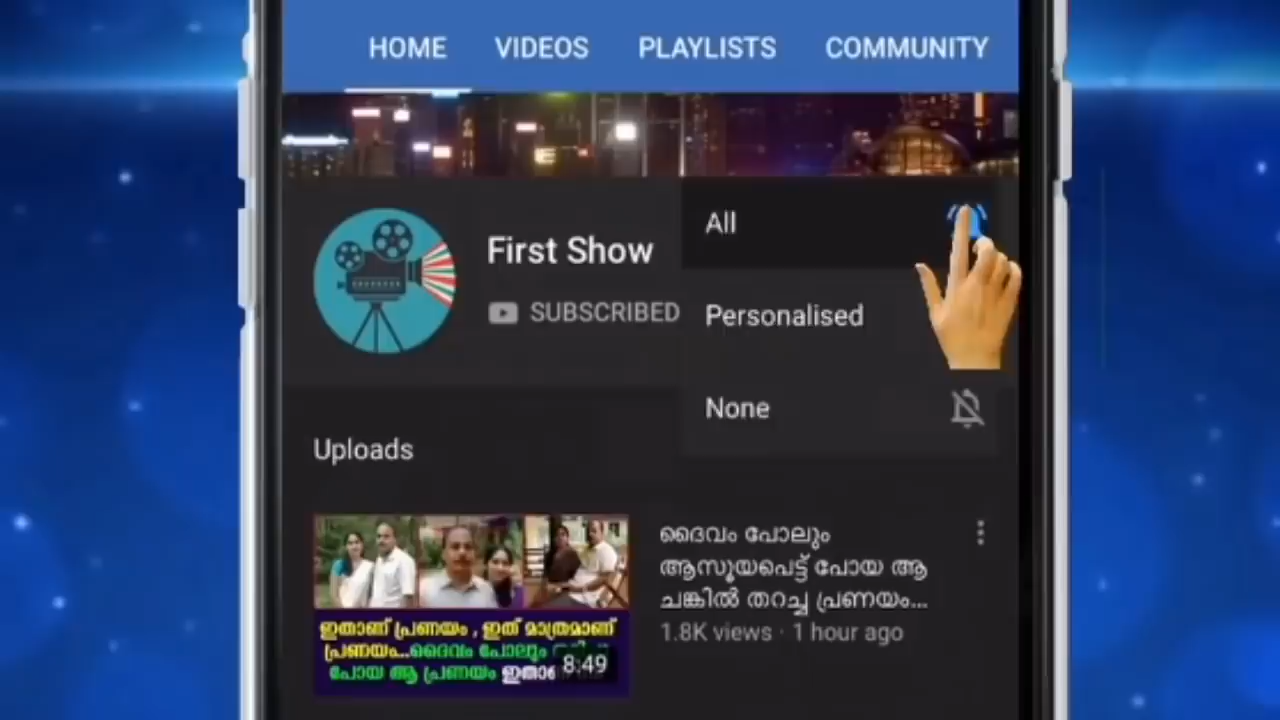 HOME VIDEOS PLAYLISTS COMMUNITY
First Show
SUBSCRIBED
All
Personalised
None
Uploads
ദൈവം പോലും
ആസൂയപെട്ട് പോയ ആ
ചങ്കിൽ തറച്ച പ്രണയം...
1.8K views · 1 hour ago
ഇതാണ് പ്രണയം , ഇത് മാത്രമാണ്
പ്രണയം...ദൈവം പോലും
പോയ ആ പ്രണയം
8:49